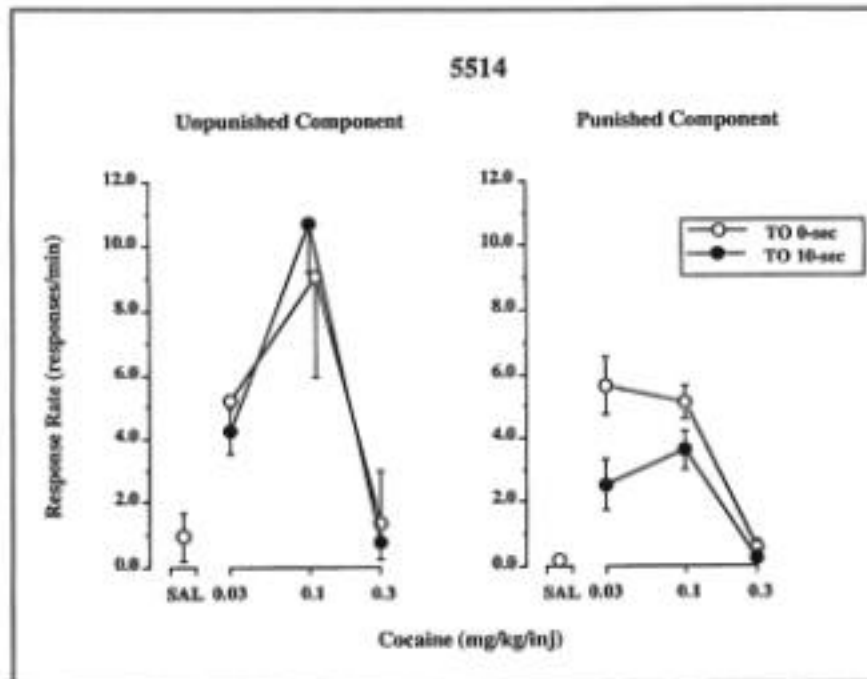 5514
Unpunished Component
Punished Component
Response Rate (responses/min)
12.0
10.0
8.0
6.0
4.0
2.0
0.0
SAL 0.03 0.1 0.3
12.0
10.0
8.0
6.0
4.0
2.0
0.0
SAL 0.03 0.1 0.3
TO 0-sec
TO 10-sec
Cocaine (mg/kg/inj)